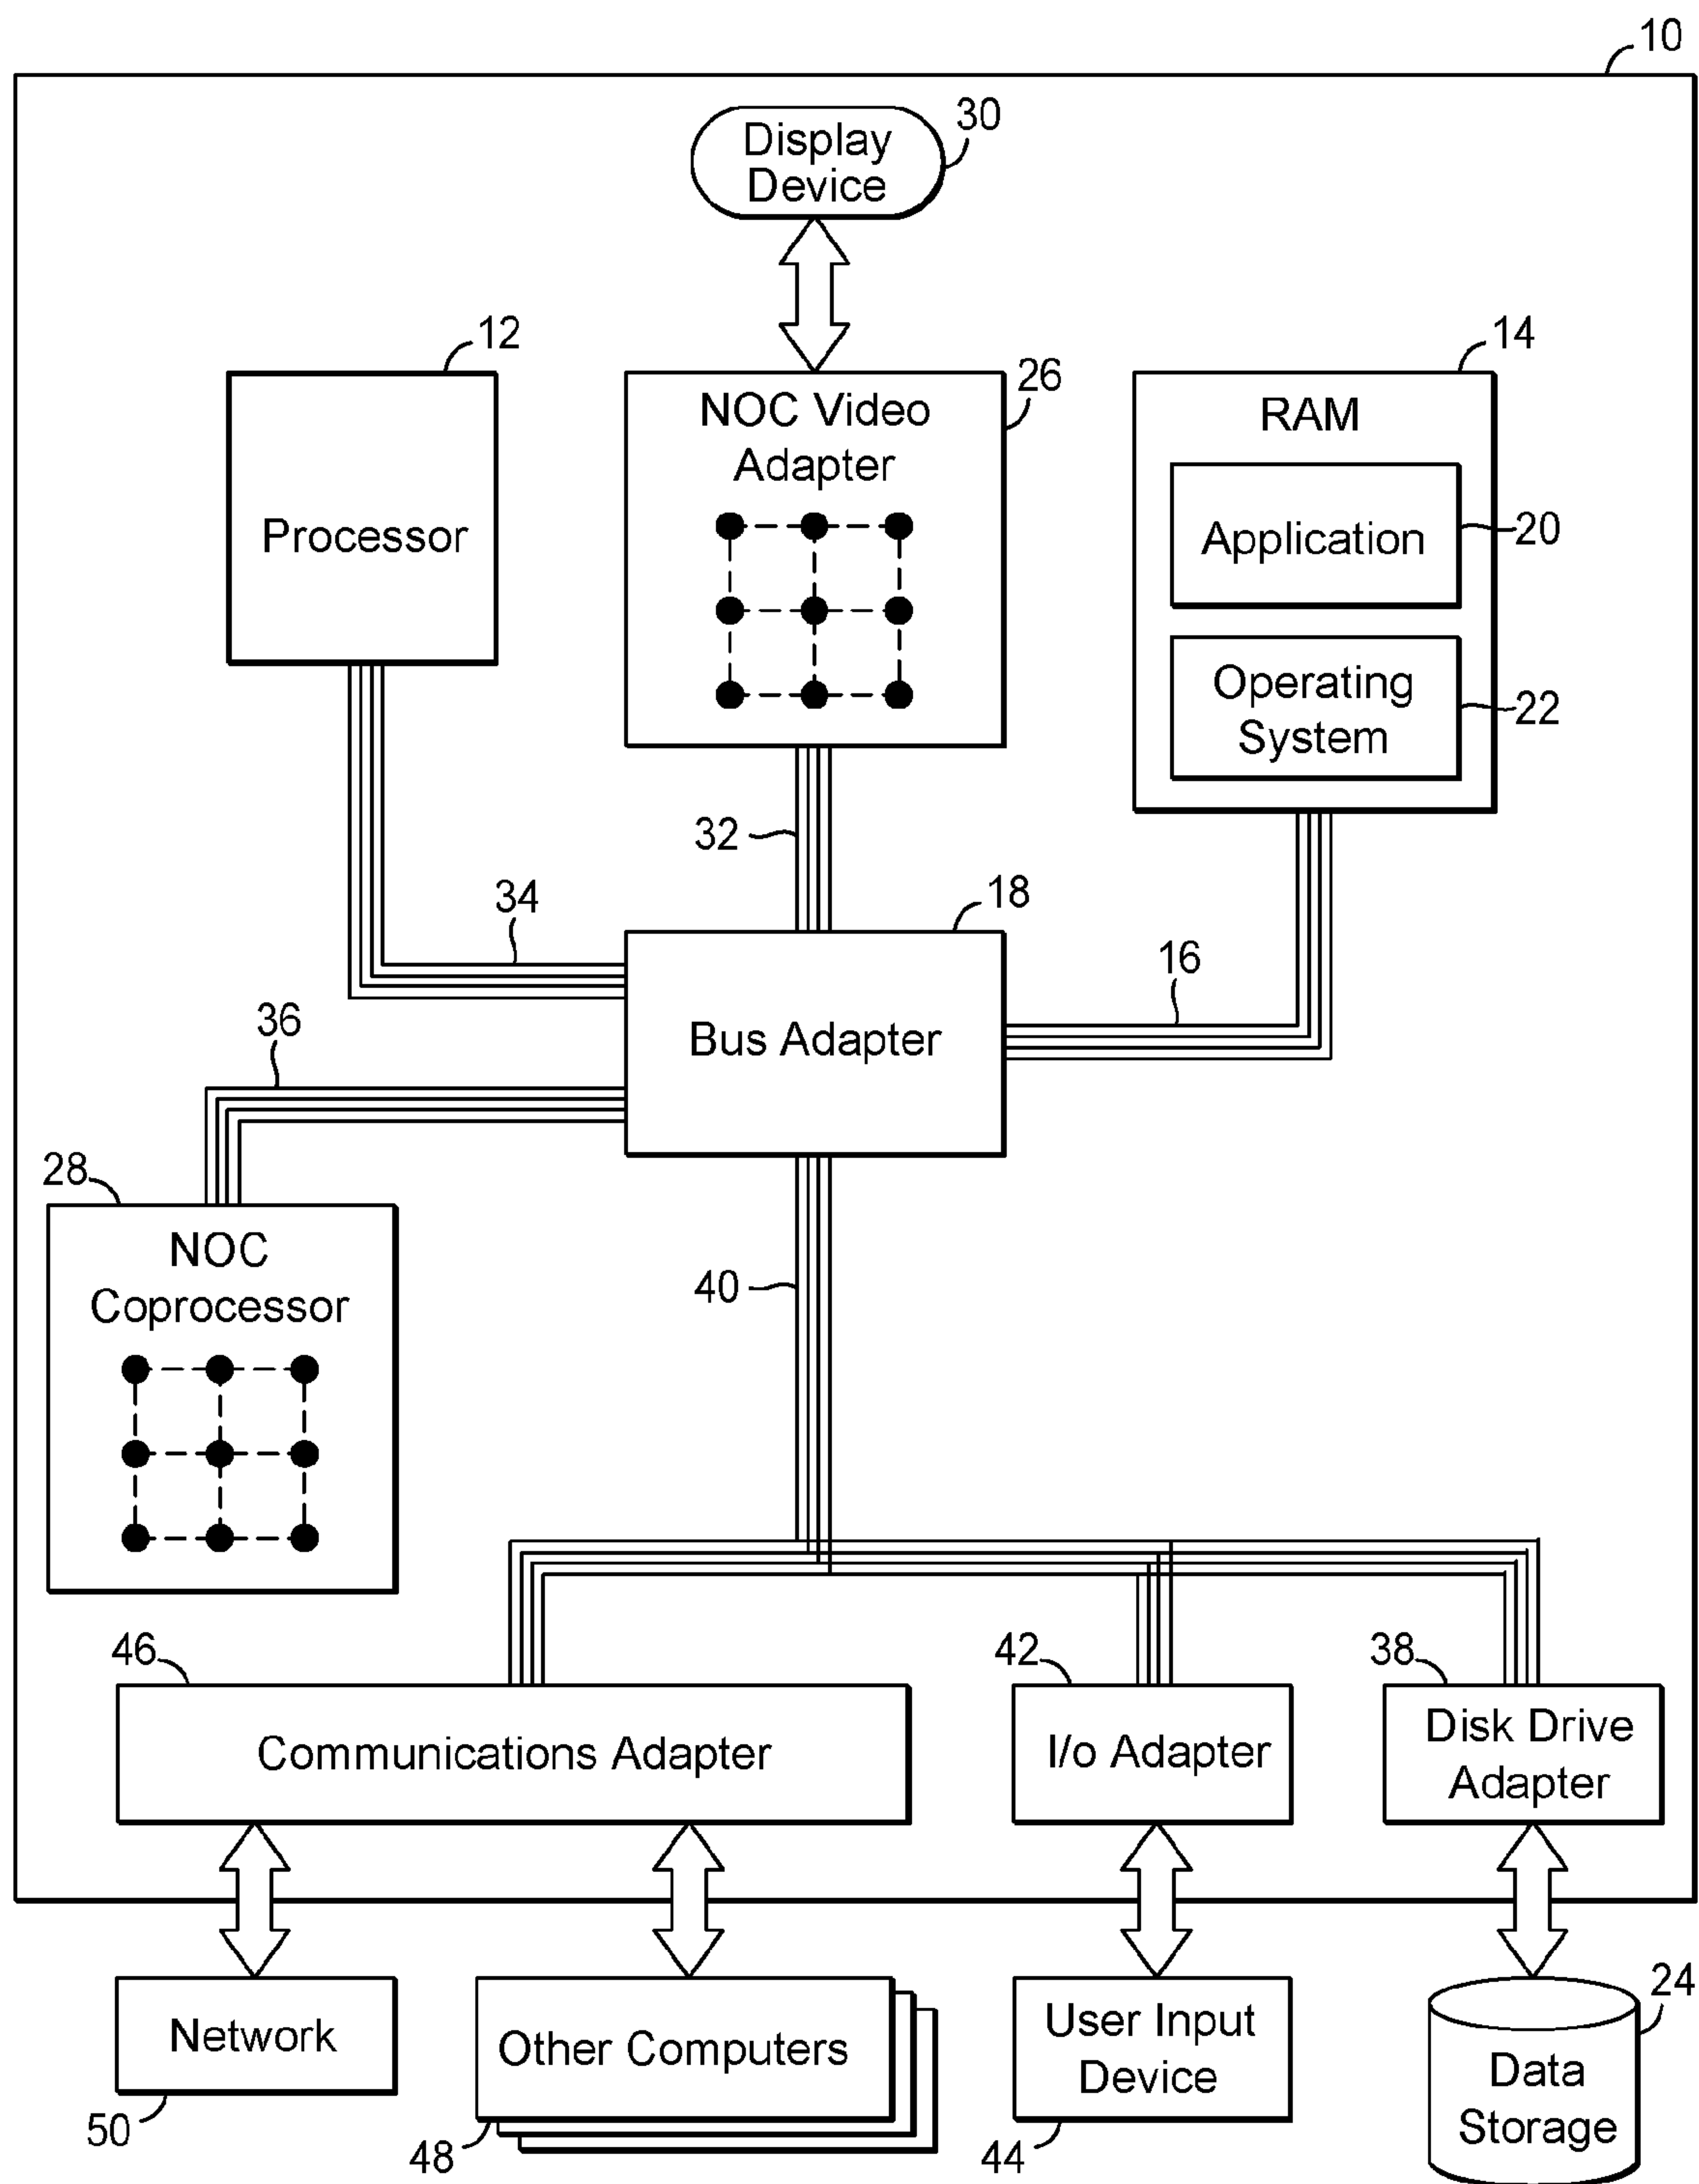 10
Display
Device
30
12
Processor
NOC Video
Adapter
26
14
RAM
Application
20
Operating
System
22
32
34
18
Bus Adapter
16
36
28
NOC
Coprocessor
40
46
Communications Adapter
42
I/o Adapter
38
Disk Drive
Adapter
Network
50
Other Computers
48
User Input
Device
44
24
Data
Storage